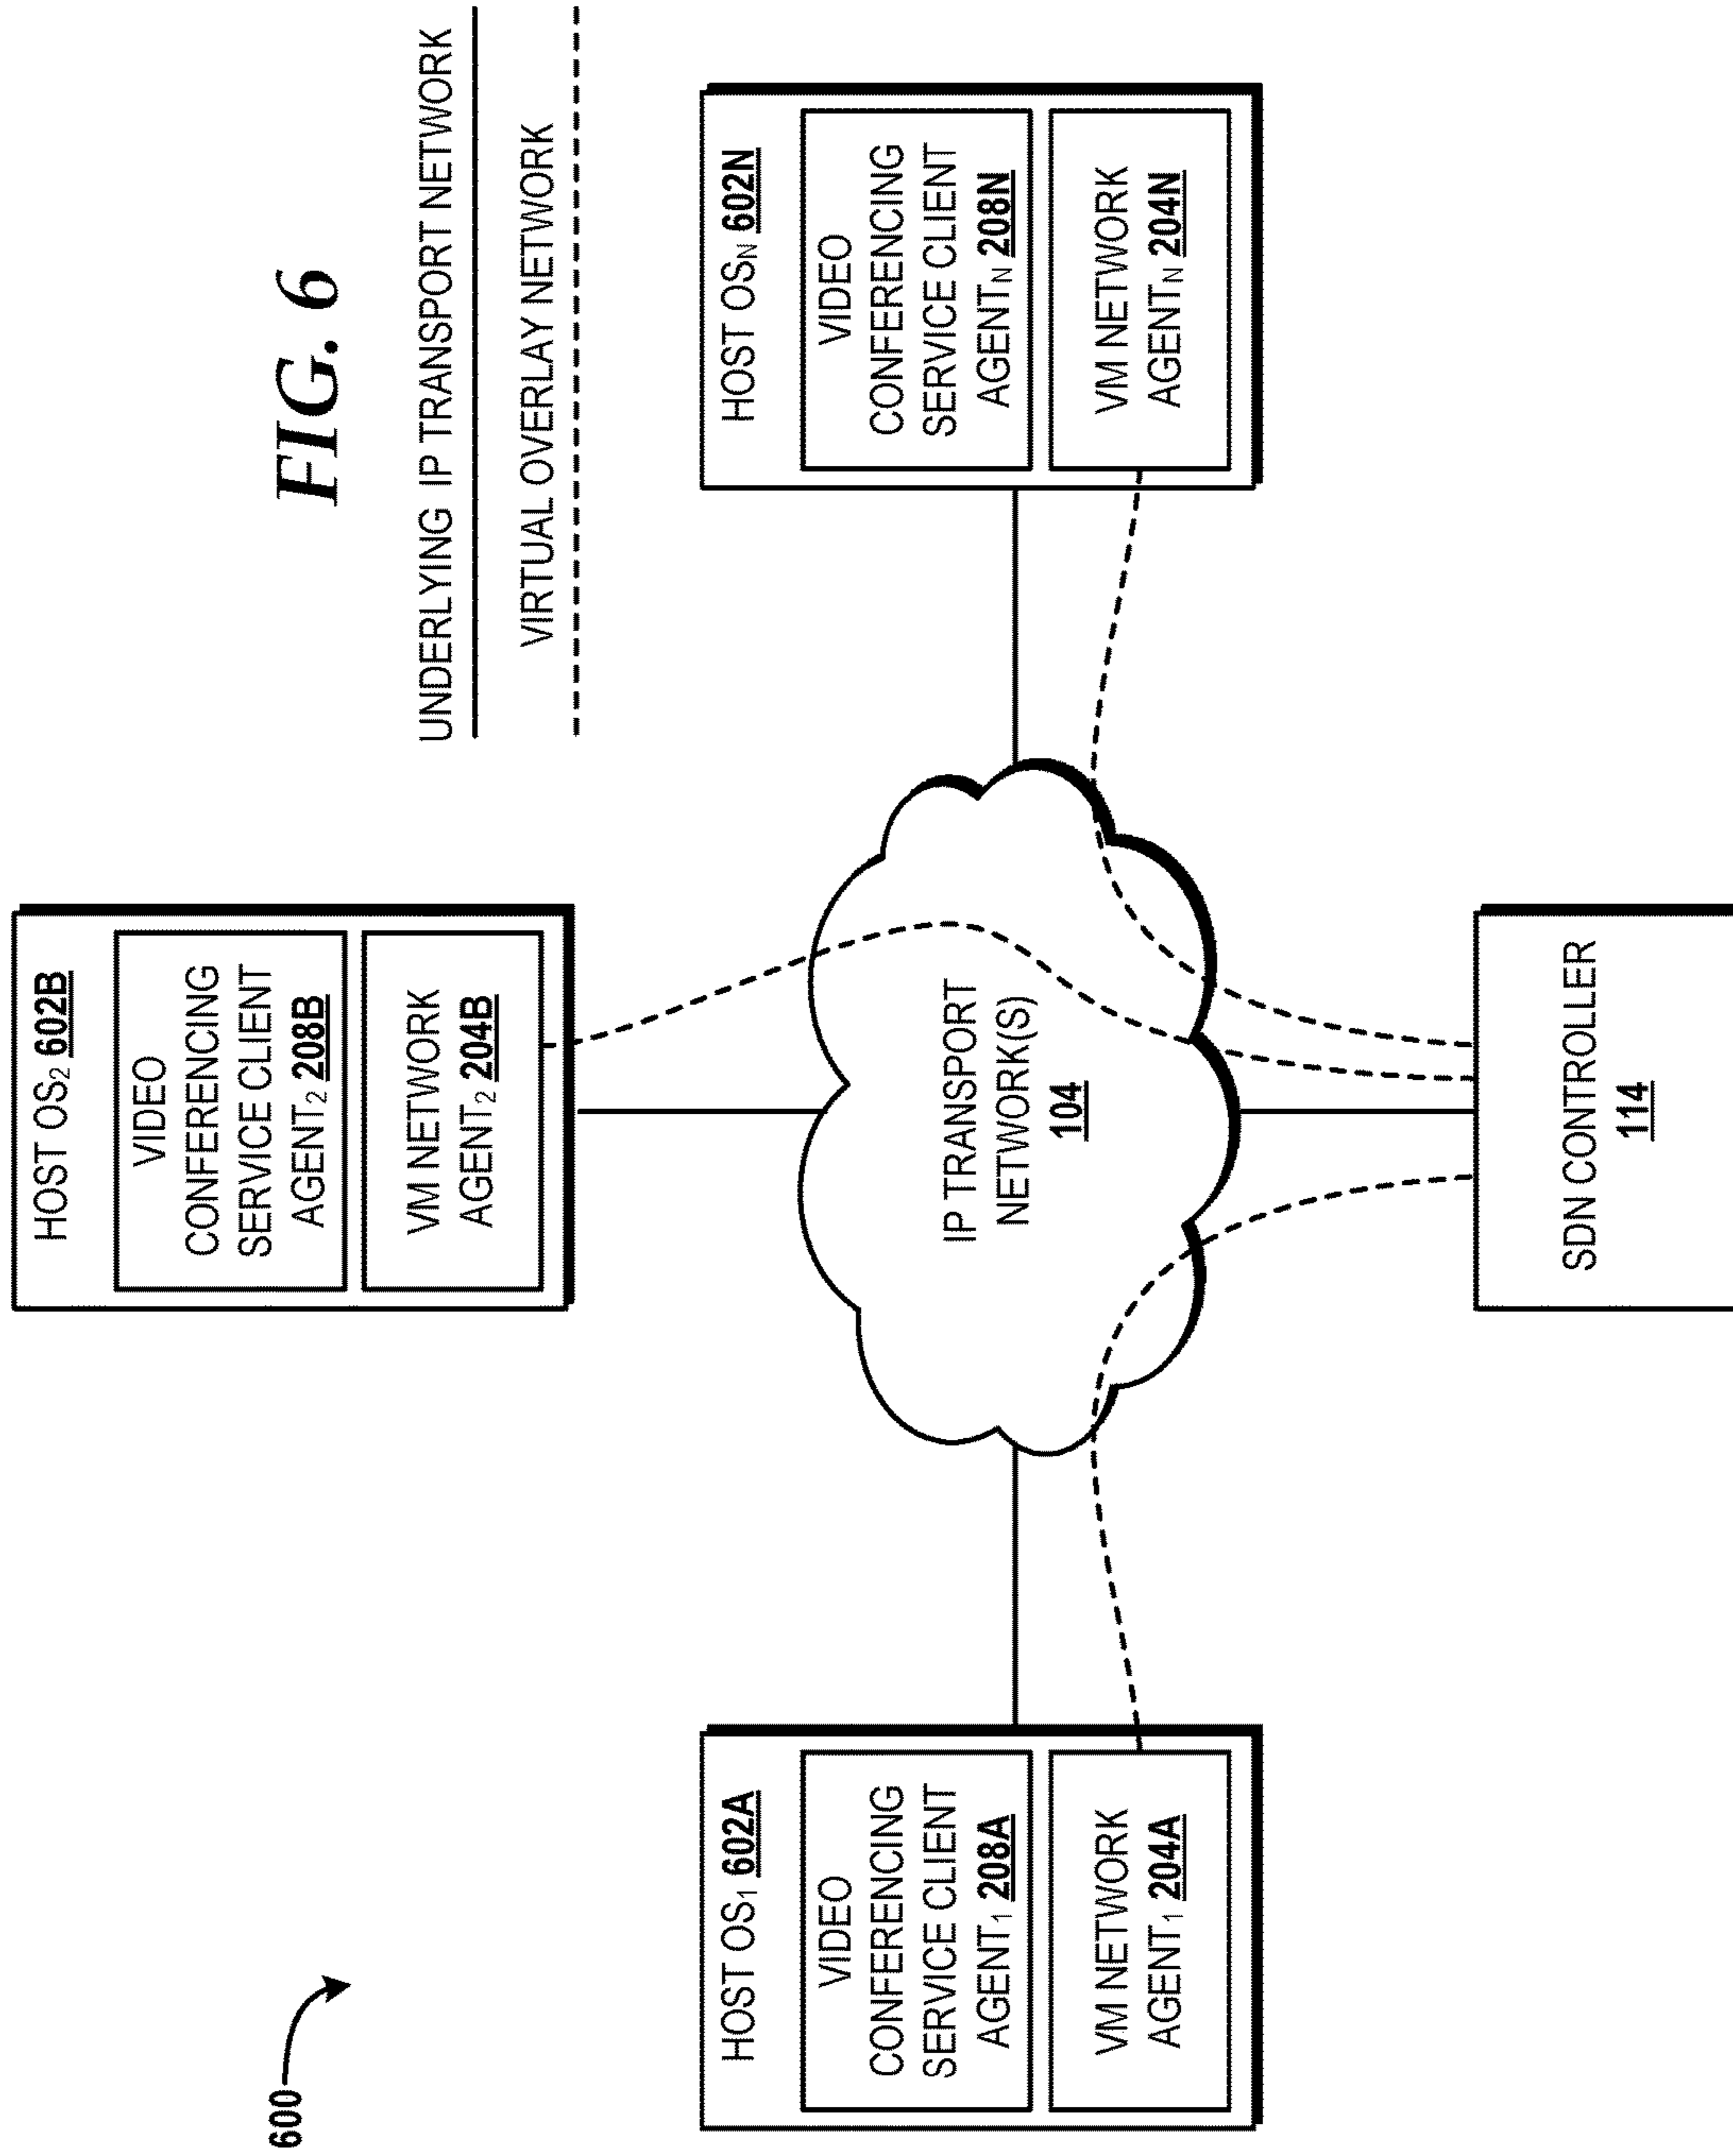 600
FIG. 6
UNDERLYING IP TRANSPORT NETWORK
VIRTUAL OVERLAY NETWORK
HOST OS₂ 602B
VIDEO
CONFERENCING
SERVICE CLIENT
AGENT₂ 208B
VM NETWORK
AGENT₂ 204B
HOST OS₁ 602A
VIDEO
CONFERENCING
SERVICE CLIENT
AGENT₁ 208A
VM NETWORK
AGENT₁ 204A
IP TRANSPORT
NETWORK(S)
104
HOST OSN 602N
VIDEO
CONFERENCING
SERVICE CLIENT
AGENTN 208N
VM NETWORK
AGENTN 204N
SDN CONTROLLER
114